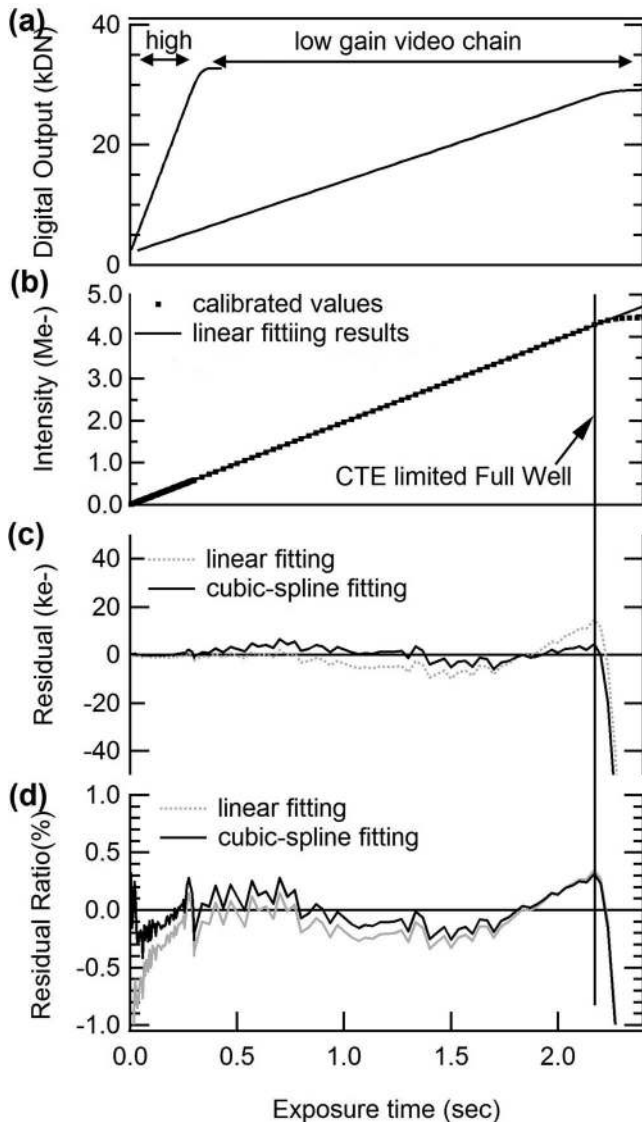 (a)
40
20
0
Digital Output (kDN)
high
low gain video chain
(b)
5.0
4.0
3.0
2.0
1.0
0.0
Intensity (Me-)
calibrated values
linear fittiing results
CTE limited Full Well
(c)
40
20
0
-20
-40
Residual (ke-)
linear fitting
cubic-spline fitting
(d)
1.0
0.5
0.0
-0.5
-1.0
Residual Ratio(%)
linear fitting
cubic-spline fitting
0.0 0.5 1.0 1.5 2.0
Exposure time (sec)